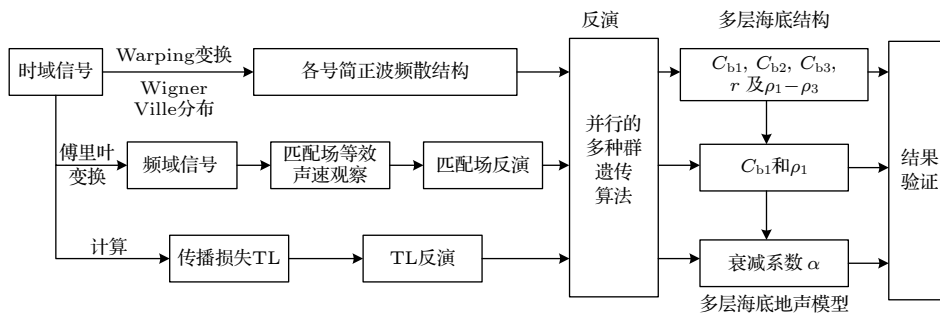 反演
多层海底结构
时域信号
Warping变换
Wigner
Ville分布
各号简正波频散结构
C_b1, C_b2, C_b3,
r 及ρ_1−ρ_3
傅里叶
变换
频域信号
匹配场等效
声速观察
匹配场反演
并行的
多种群
遗传
算法
C_b1和ρ_1
结果
验证
计算
传播损失TL
TL反演
衰减系数 α
多层海底地声模型